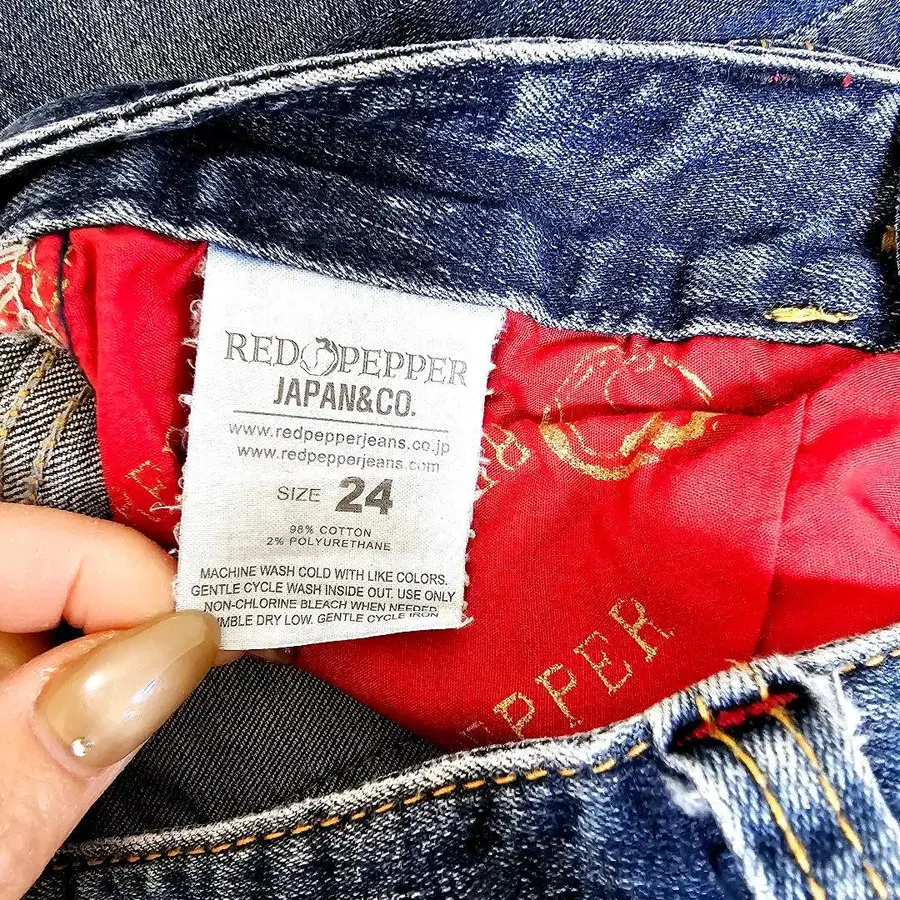 RED PEPPER
JAPAN&CO.
www.redpepperjeans.co.jp
www.redpepperjeans.com
SIZE 24
98% COTTON
2% POLYURETHANE
MACHINE WASH COLD WITH LIKE COLORS.
GENTLE CYCLE WASH INSIDE OUT. USE ONLY
NON-CHLORINE BLEACH WHEN NEEDED
UMBLE DRY LOW. GENTLE CYCLE IRON
EPPER